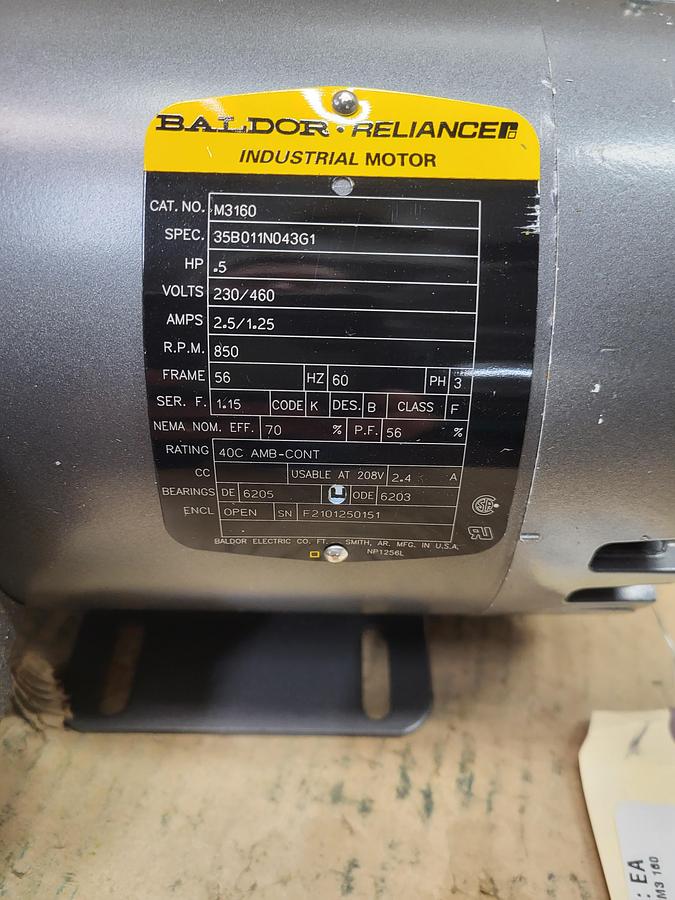 BALDOR · RELIANCE
INDUSTRIAL MOTOR
CAT. NO. M3160
SPEC. 35B011N043G1
HP .5
VOLTS 230/460
AMPS 2.5/1.25
R.P.M. 850
FRAME 56 HZ 60 PH 3
SER. F. 1.15 CODE K DES. B CLASS F
NEMA NOM. EFF. 70 % P.F. 56 %
RATING 40C AMB-CONT
CC USABLE AT 208V 2.4 A
BEARINGS DE 6205 ODE 6203
ENCL OPEN SN F2101250151
BALDOR ELECTRIC CO. FT. SMITH, AR. MFG. IN U.S.A.
NP1256L
: EA
M3160